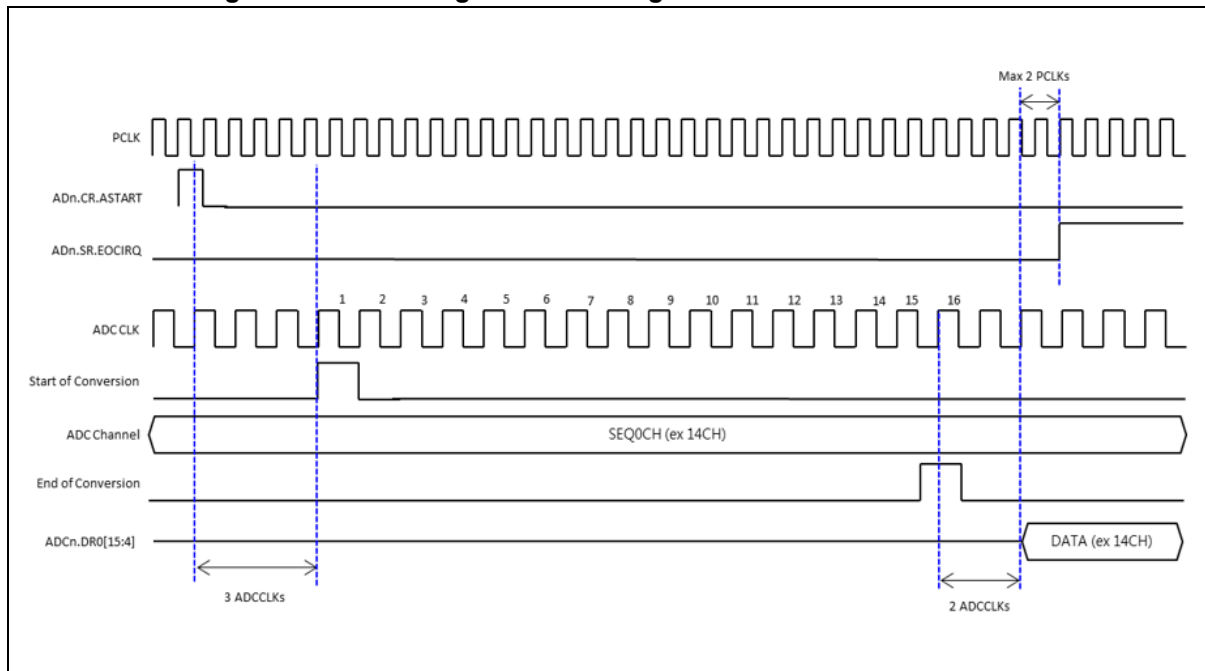 Max 2 PCLKs
PCLK
ADn.CR.ASTART
ADn.SR.EOCIRQ
1 2 3 4 5 6 7 8 9 10 11 12 13 14 15 16
ADC CLK
Start of Conversion
ADC Channel
SEQ0CH (ex 14CH)
End of Conversion
ADCn.DR0[15:4]
DATA (ex 14CH)
3 ADCCLKs
2 ADCCLKs